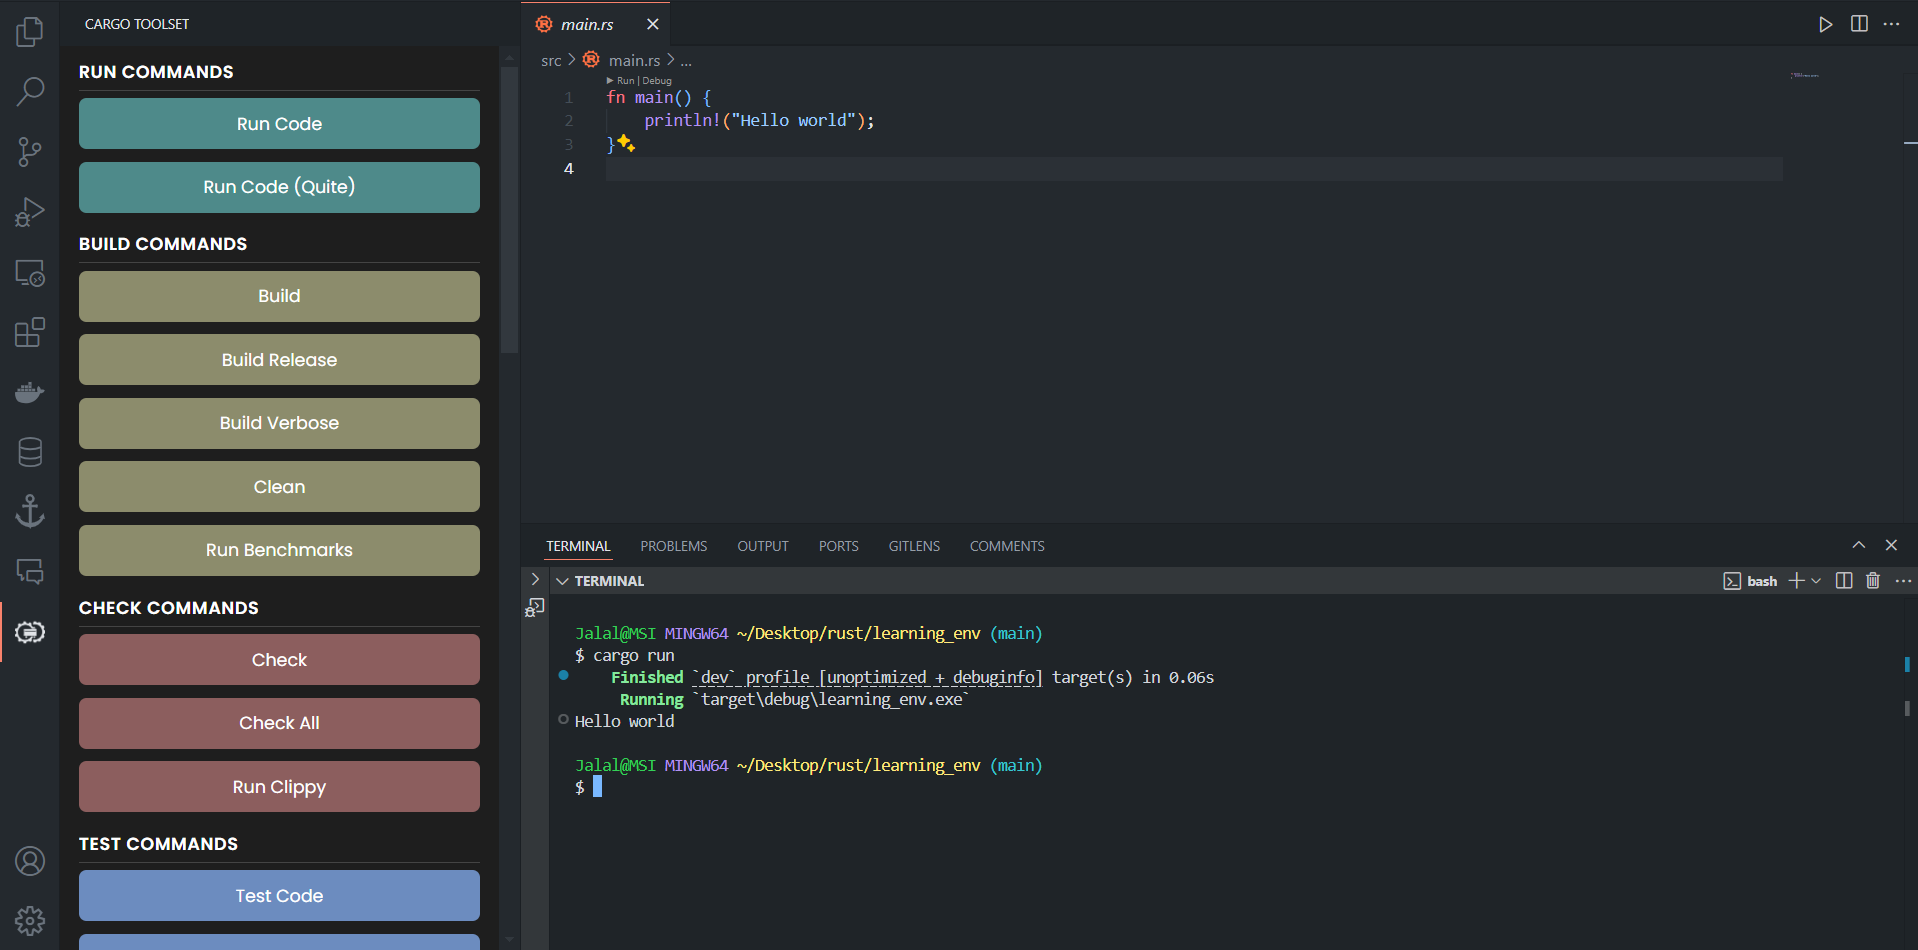 CARGO TOOLSET
RUN COMMANDS
Run Code
Run Code (Quite)
BUILD COMMANDS
Build
Build Release
Build Verbose
Clean
Run Benchmarks
CHECK COMMANDS
Check
Check All
Run Clippy
TEST COMMANDS
Test Code
main.rs
src > main.rs > ...
Run | Debug
1 fn main() {
2     println!("Hello world");
3 }
4
TERMINAL PROBLEMS OUTPUT PORTS GITLENS COMMENTS
TERMINAL
bash
Jalal@MSI MINGW64 ~/Desktop/rust/learning_env (main)
$ cargo run
    Finished `dev` profile [unoptimized + debuginfo] target(s) in 0.06s
     Running `target\debug\learning_env.exe`
Hello world
Jalal@MSI MINGW64 ~/Desktop/rust/learning_env (main)
$